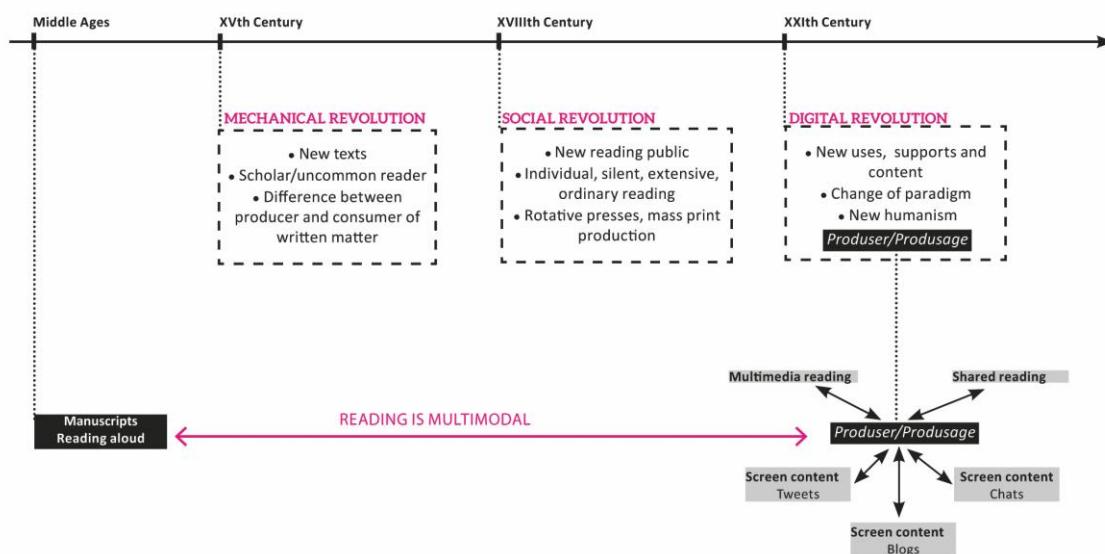 Middle Ages
XVth Century
XVIIIth Century
XXIth Century
MECHANICAL REVOLUTION
• New texts
• Scholar/uncommon reader
• Difference between
producer and consumer of
written matter
SOCIAL REVOLUTION
• New reading public
• Individual, silent, extensive,
ordinary reading
• Rotative presses, mass print
production
DIGITAL REVOLUTION
• New uses, supports and
content
• Change of paradigm
• New humanism
Produser/Produsage
Multimedia reading
Shared reading
Manuscripts
Reading aloud
READING IS MULTIMODAL
Produser/Produsage
Screen content
Tweets
Screen content
Chats
Screen content
Blogs